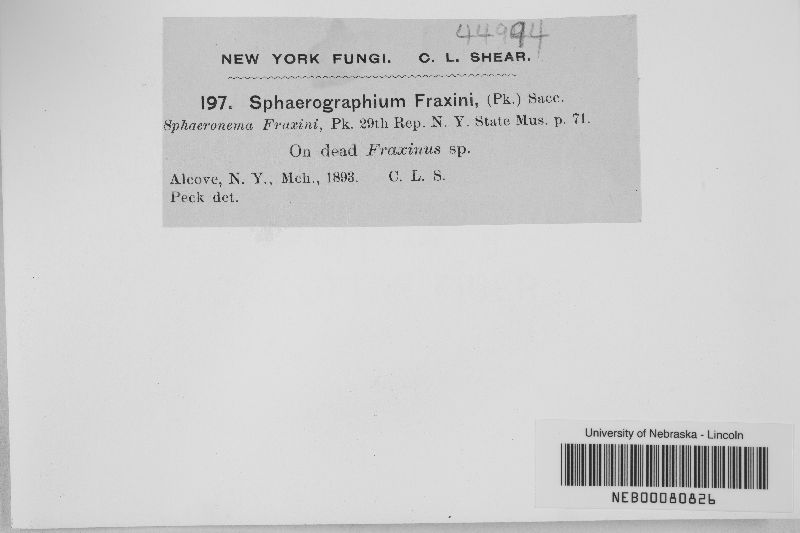 44994
NEW YORK FUNGI. C. L. SHEAR.
197. Sphaerographium Fraxini, (Pk.) Sacc.
Sphaeronema Fraxini, Pk. 29th Rep. N. Y. State Mus. p. 71.
On dead Fraxinus sp.
Alcove, N. Y., Mch., 1893. C. L. S.
Peck det.
University of Nebraska - Lincoln
NEB00080826